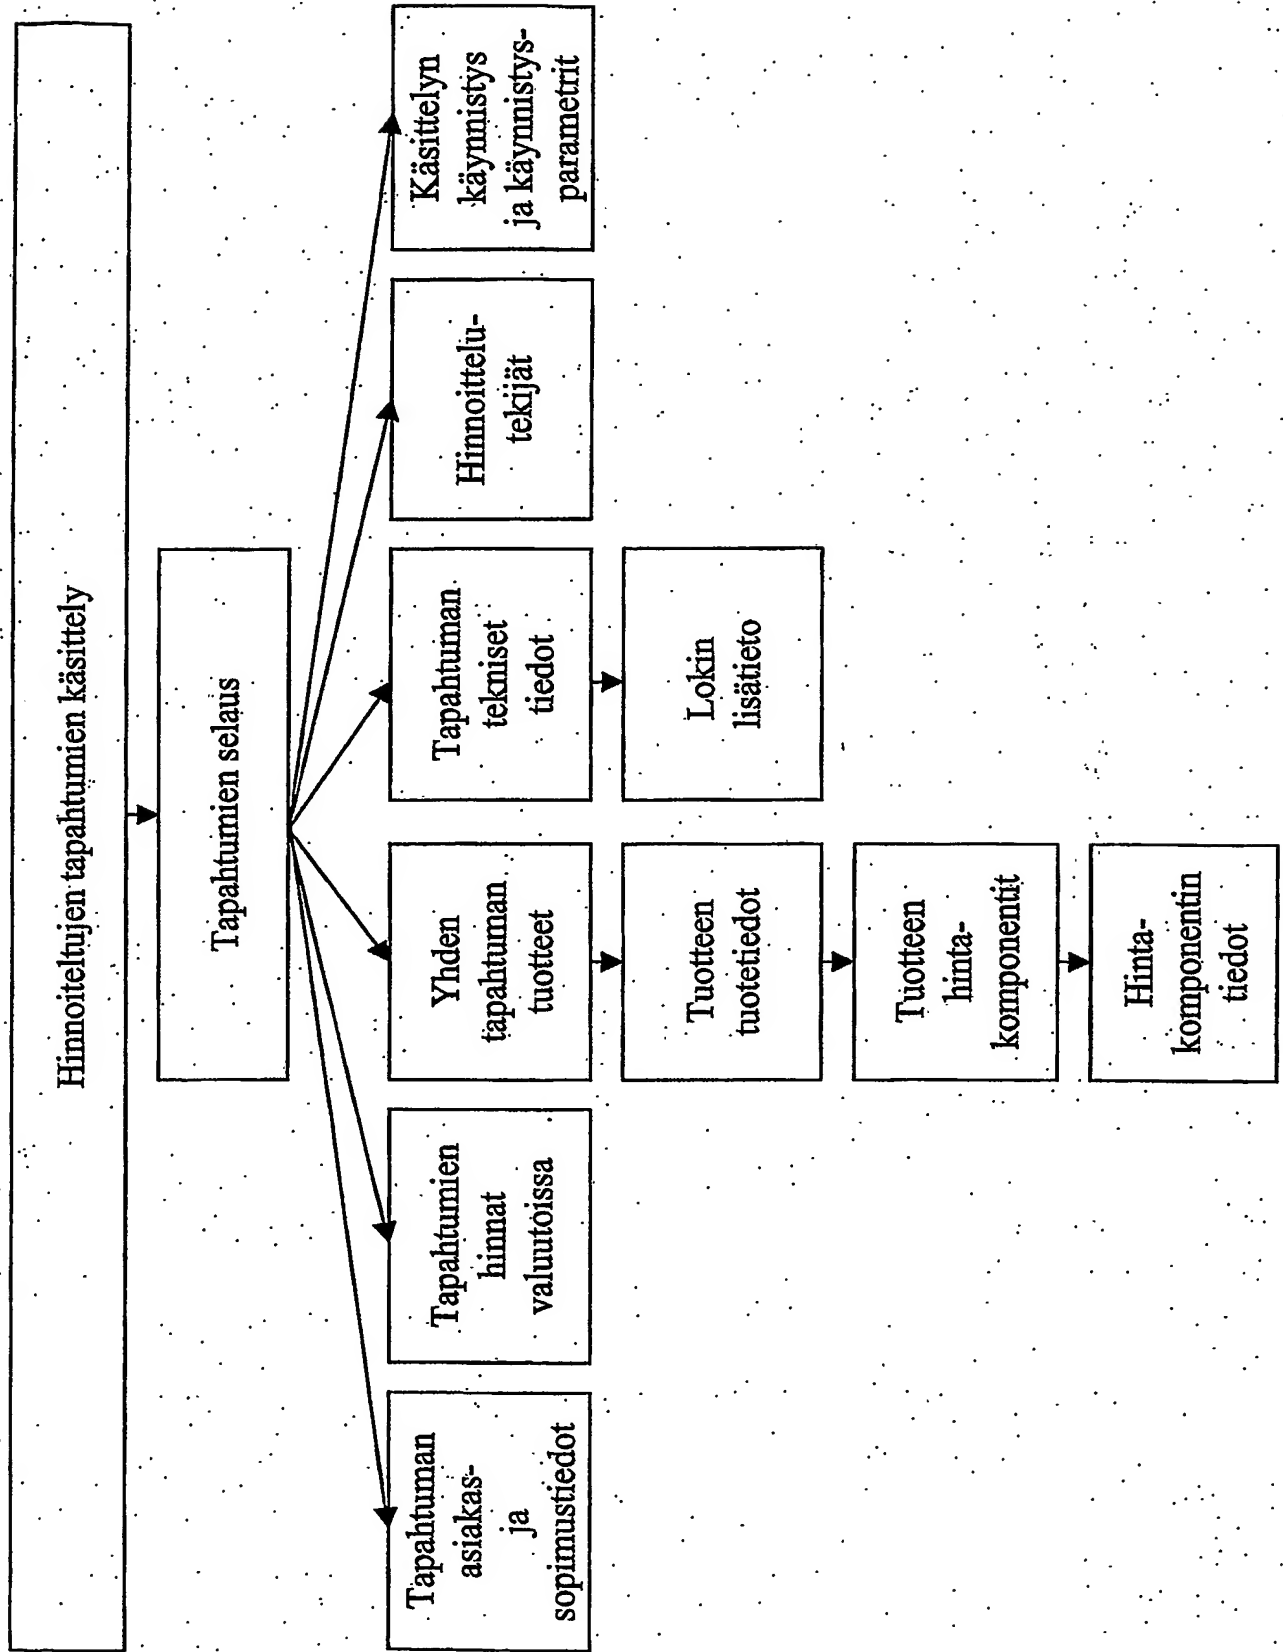 Hinnoiteltujen tapahtumien käsittely
Tapahtumien selaus
Tapahtuman
asiakas-
ja
sopimustiedot
Tapahtumien
hinnat
valuutoissa
Yhden
tapahtuman
tuotteet
Tapahtuman
tekniset
tiedot
Hinnoittelu-
tekijät
Käsittelyn
käynnistys
ja käynnistys-
parametrit
Tuotteen
tuotetiedot
Lokin
lisätieto
Tuotteen
hinta-
komponentit
Hinta-
komponentin
tiedot